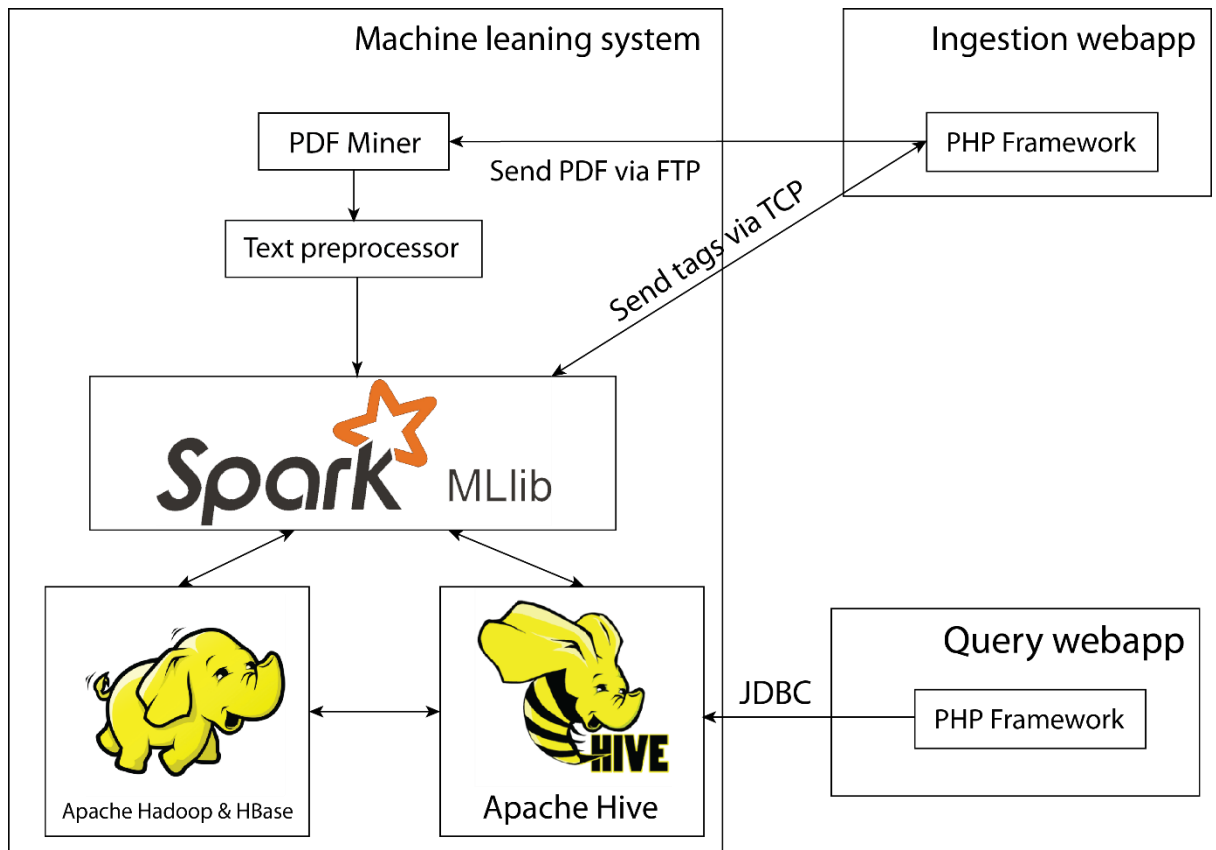 Machine leaning system
Ingestion webapp
PDF Miner
PHP Framework
Send PDF via FTP
Send tags via TCP
Text preprocessor
Spark MLlib
Query webapp
JDBC
PHP Framework
HIVE
Apache Hadoop & HBase
Apache Hive